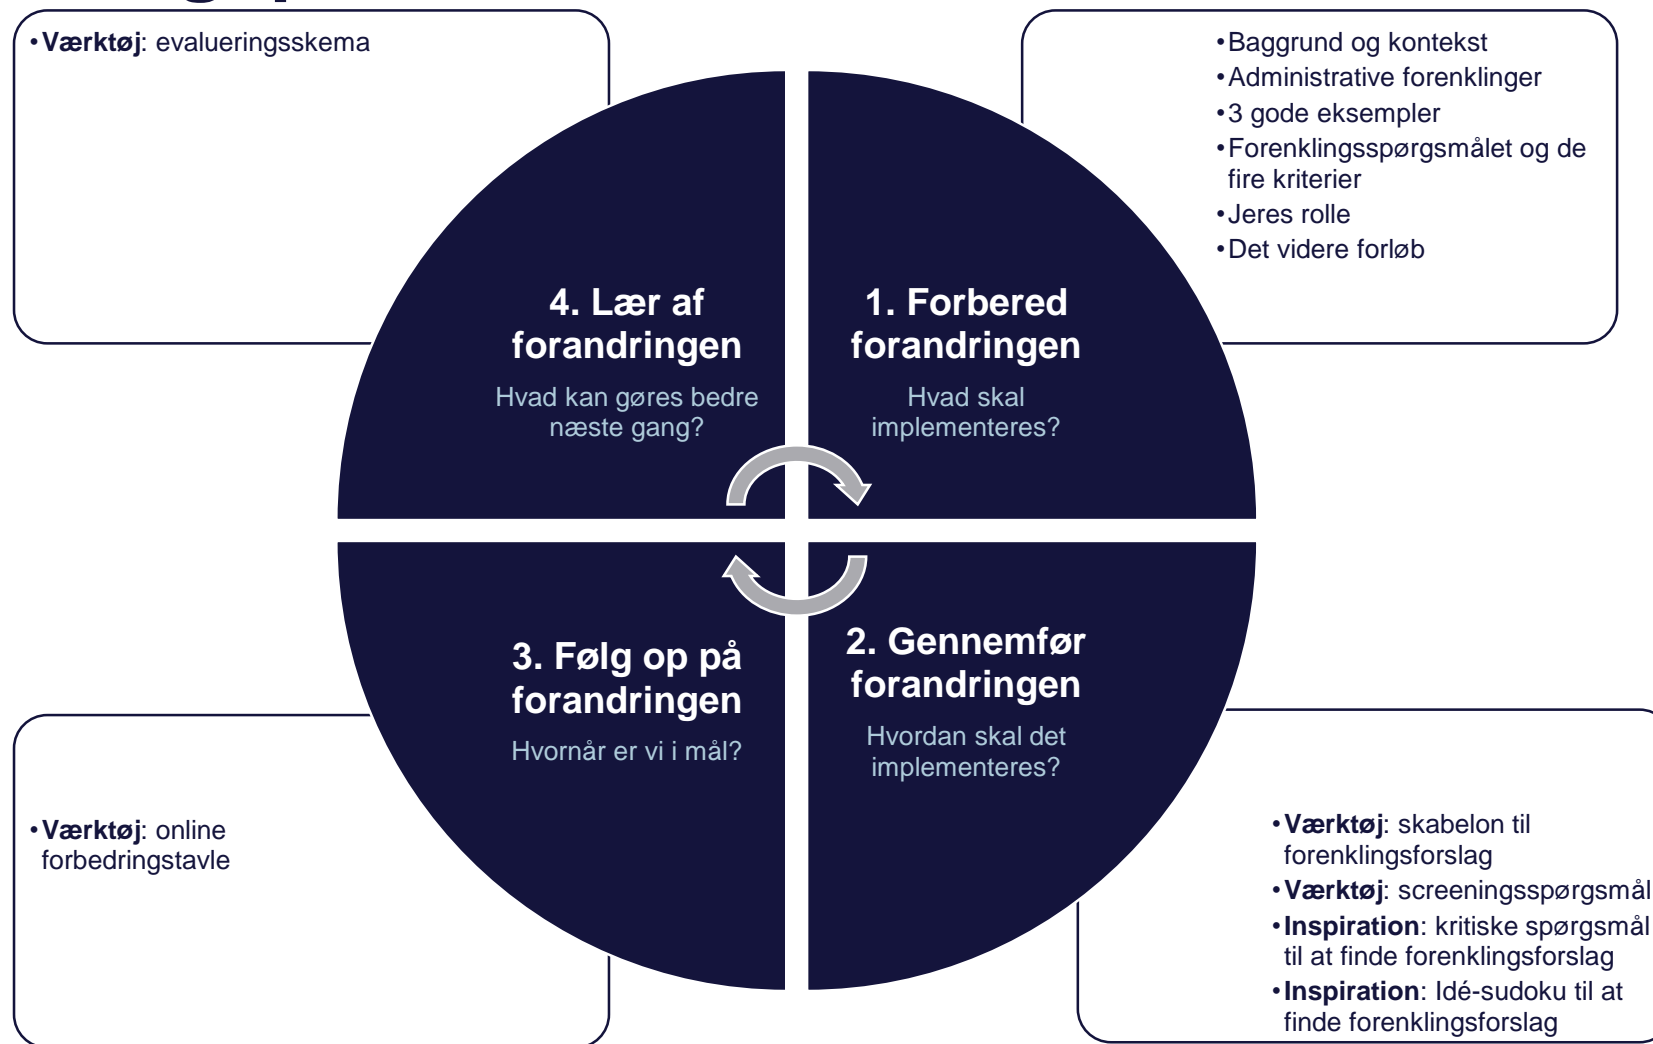 •Værktøj: evalueringsskema
•Baggrund og kontekst
•Administrative forenklinger
•3 gode eksempler
•Forenklingsspørgsmålet og de
fire kriterier
•Jeres rolle
•Det videre forløb
4. Lær af
forandringen
Hvad kan gøres bedre
næste gang?
1. Forbered
forandringen
Hvad skal
implementeres?
3. Følg op på
forandringen
Hvornår er vi i mål?
2. Gennemfør
forandringen
Hvordan skal det
implementeres?
•Værktøj: online
forbedringstavle
•Værktøj: skabelon til
forenklingsforslag
•Værktøj: screeningsspørgsmål
•Inspiration: kritiske spørgsmål
til at finde forenklingsforslag
•Inspiration: Idé-sudoku til at
finde forenklingsforslag